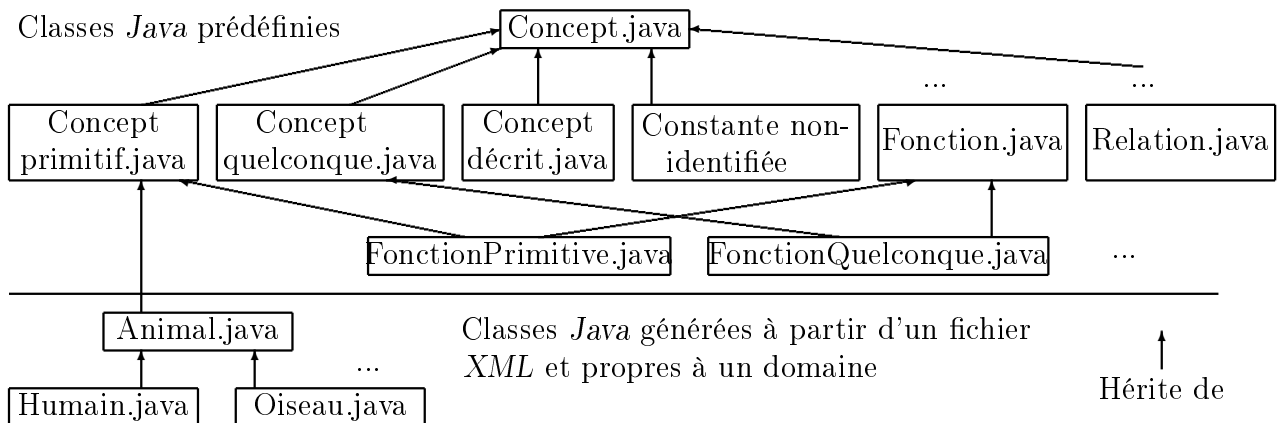 Classes Java prédéfinies
Concept.java
... ...
Concept
primitif.java
Concept
quelconque.java
Concept
décrit.java
Constante non-
identifiée
Fonction.java
Relation.java
FonctionPrimitive.java
FonctionQuelconque.java
...
Animal.java
Classes Java générées à partir d'un fichier
XML et propres à un domaine
...
Humain.java
Oiseau.java
Hérite de